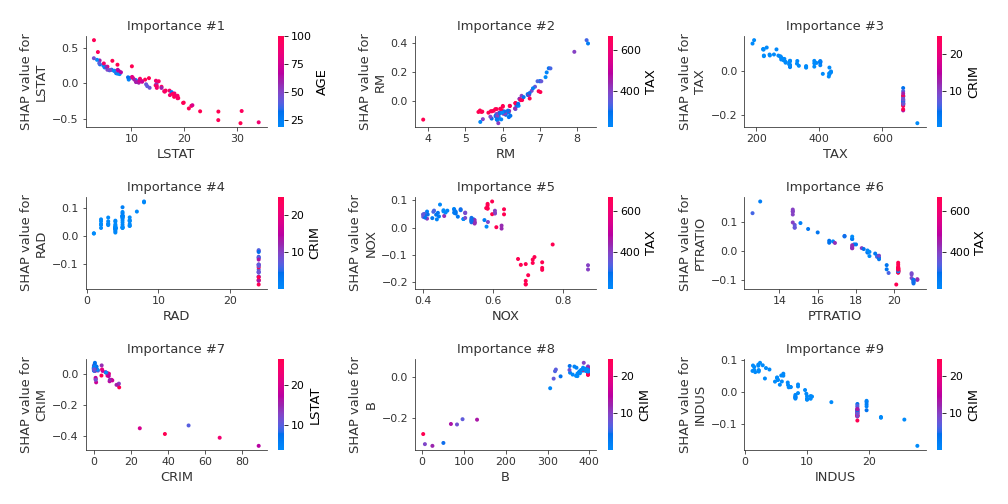 Importance #1
SHAP value for
LSTAT
0.5
0.0
−0.5
10
20
30
LSTAT
100
75
50
25
AGE
Importance #2
SHAP value for
RM
0.4
0.2
0.0
4
5
6
7
8
RM
600
400
TAX
Importance #3
SHAP value for
TAX
0.0
−0.2
200
400
600
TAX
20
10
CRIM
Importance #4
SHAP value for
RAD
0.1
0.0
−0.1
0
20
RAD
20
10
CRIM
Importance #5
SHAP value for
NOX
0.1
0.0
−0.1
−0.2
0.4
0.6
0.8
NOX
600
400
TAX
Importance #6
SHAP value for
PTRATIO
0.1
0.0
−0.1
14
16
18
20
PTRATIO
600
400
TAX
Importance #7
SHAP value for
CRIM
0.0
−0.2
−0.4
0
20
40
60
80
CRIM
20
10
LSTAT
Importance #8
SHAP value for
B
0.0
−0.2
0
100
200
300
400
B
20
10
CRIM
Importance #9
SHAP value for
INDUS
0.1
0.0
−0.1
0
10
20
INDUS
20
10
CRIM